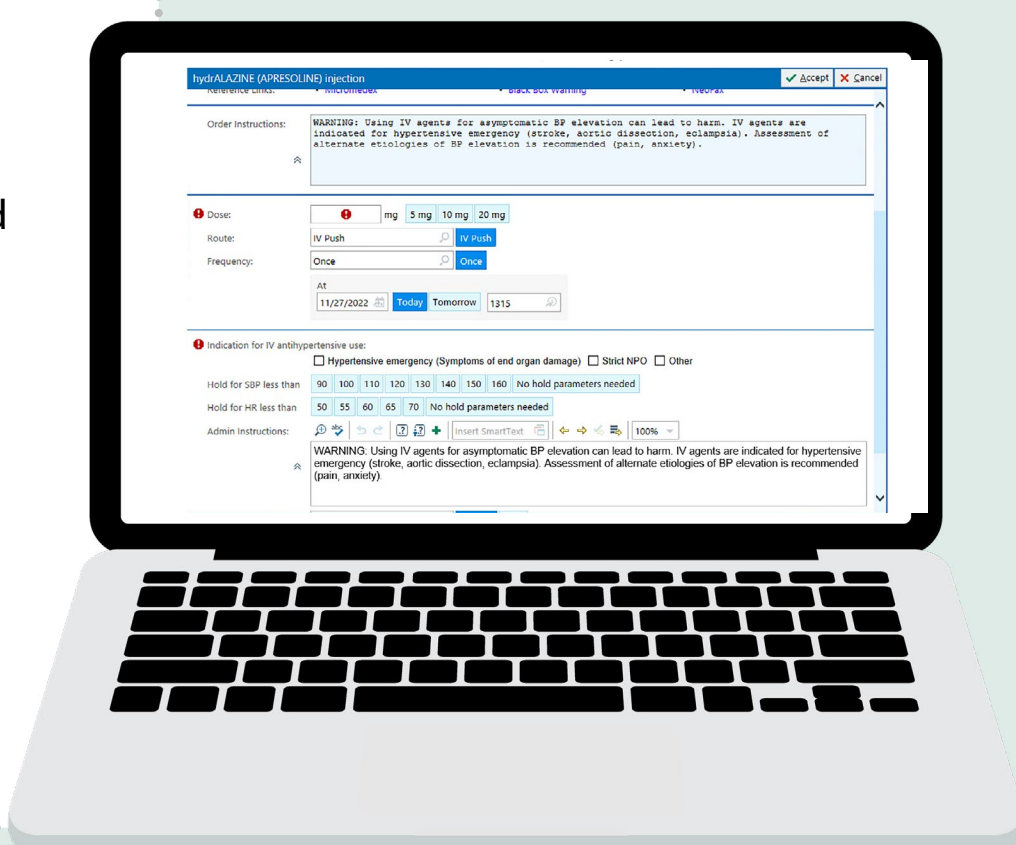 d
hydrALAZINE (APRESOLINE) injection Accept Cancel
Reference Links: • Micromedex • Black Box Warning • NeoFax
Order Instructions: WARNING: Using IV agents for asymptomatic BP elevation can lead to harm. IV agents are
indicated for hypertensive emergency (stroke, aortic dissection, eclampsia). Assessment of
alternate etiologies of BP elevation is recommended (pain, anxiety).
Dose: mg 5 mg 10 mg 20 mg
Route: IV Push IV Push
Frequency: Once Once
At
11/27/2022 Today Tomorrow 1315
Indication for IV antihypertensive use:
Hypertensive emergency (Symptoms of end organ damage) Strict NPO Other
Hold for SBP less than 90 100 110 120 130 140 150 160 No hold parameters needed
Hold for HR less than 50 55 60 65 70 No hold parameters needed
Admin Instructions: Insert SmartText 100%
WARNING: Using IV agents for asymptomatic BP elevation can lead to harm. IV agents are indicated for hypertensive
emergency (stroke, aortic dissection, eclampsia). Assessment of alternate etiologies of BP elevation is recommended
(pain, anxiety).